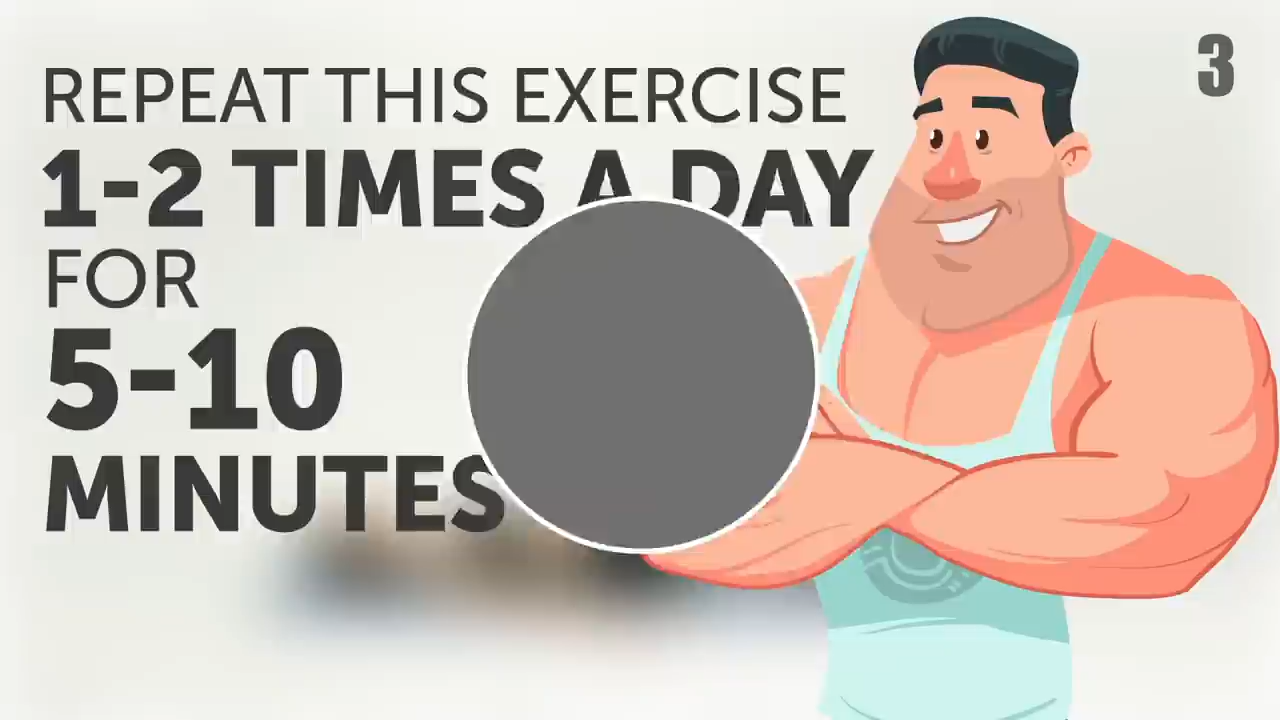 REPEAT THIS EXERCISE
1-2 TIMES A DAY
FOR
5-10
MINUTES
3